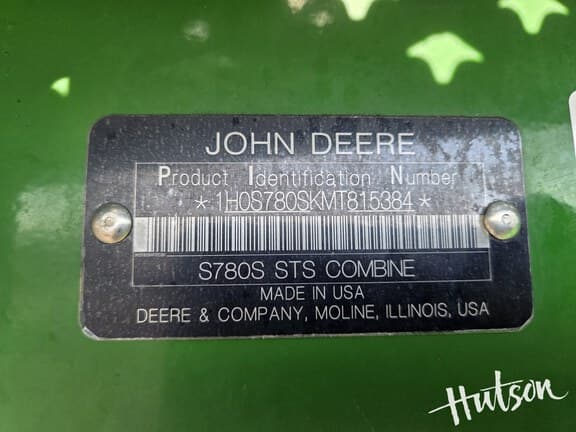 JOHN DEERE
Product Identification Number
*1H0S780SKMT815384*
S780S STS COMBINE
MADE IN USA
DEERE & COMPANY, MOLINE, ILLINOIS, USA
Hutson